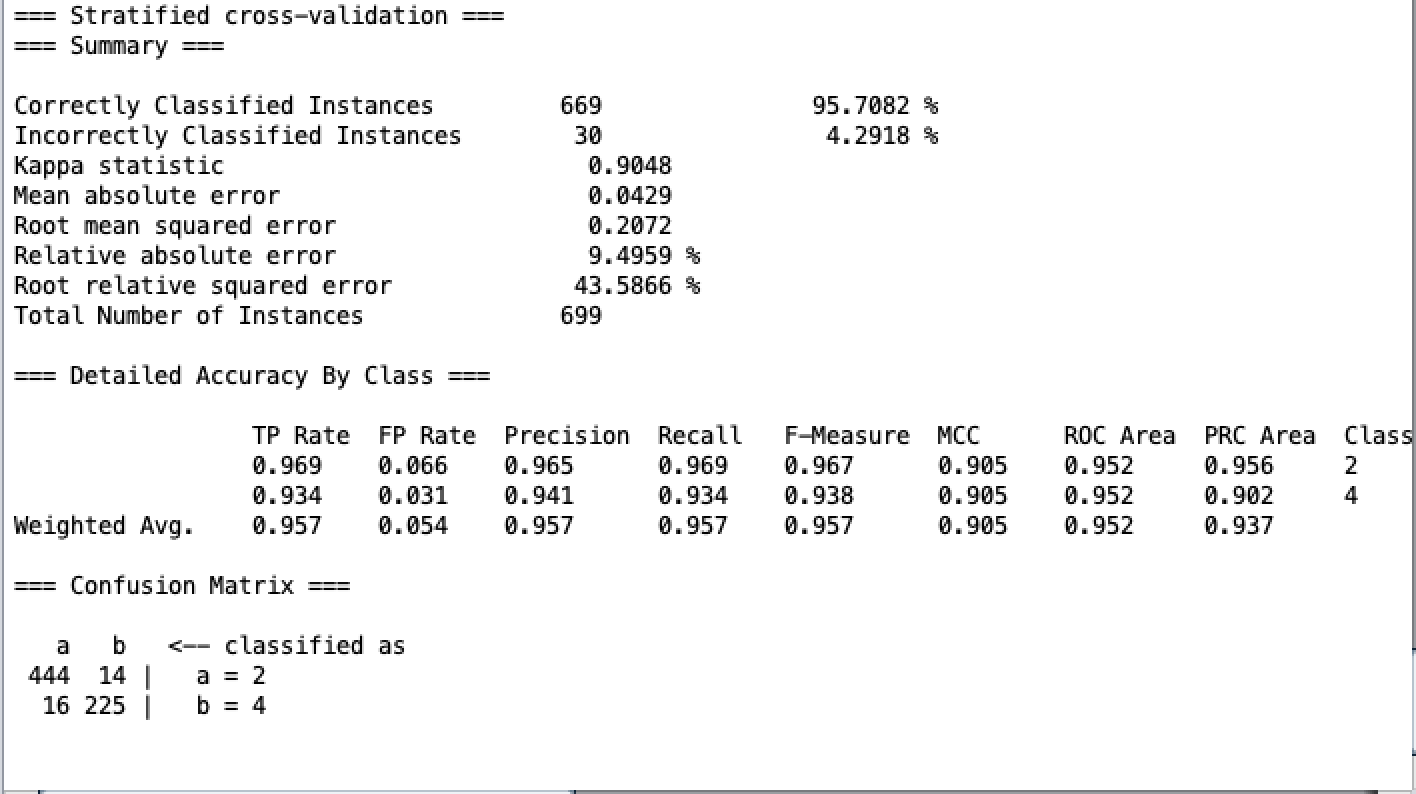 === Stratified cross-validation ===
=== Summary ===
Correctly Classified Instances 669 95.7082 %
Incorrectly Classified Instances 30 4.2918 %
Kappa statistic 0.9048
Mean absolute error 0.0429
Root mean squared error 0.2072
Relative absolute error 9.4959 %
Root relative squared error 43.5866 %
Total Number of Instances 699
=== Detailed Accuracy By Class ===
TP Rate FP Rate Precision Recall F-Measure MCC ROC Area PRC Area Class
0.969 0.066 0.965 0.969 0.967 0.905 0.952 0.956 2
0.934 0.031 0.941 0.934 0.938 0.905 0.952 0.902 4
Weighted Avg. 0.957 0.054 0.957 0.957 0.957 0.905 0.952 0.937
=== Confusion Matrix ===
a b <-- classified as
444 14 | a = 2
16 225 | b = 4